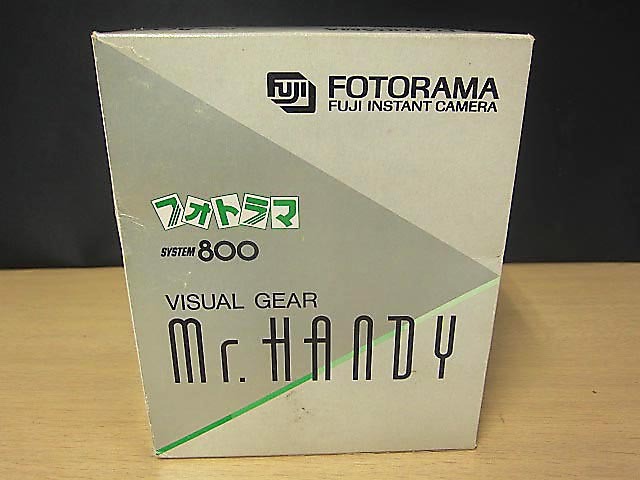 FUJI FOTORAMA
FUJI INSTANT CAMERA
フォトラマ
SYSTEM 800
VISUAL GEAR
Mr. HANDY